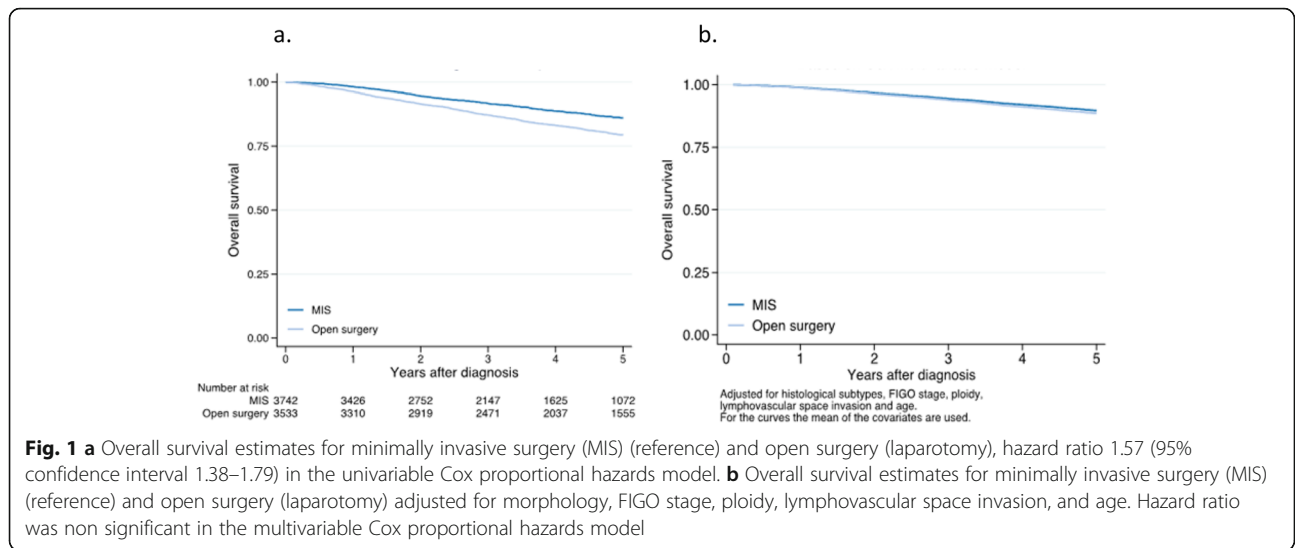 a.
1.00
0.75
0.50
0.25
0.00
Overall survival
MIS
Open surgery
0 1 2 3 4 5
Years after diagnosis
Number at risk
MIS 3742 3426 2752 2147 1625 1072
Open surgery 3533 3310 2919 2471 2037 1555
b.
1.00
0.75
0.50
0.25
0.00
Overall survival
MIS
Open surgery
0 1 2 3 4 5
Years after diagnosis
Adjusted for histological subtypes, FIGO stage, ploidy,
lymphovascular space invasion and age.
For the curves the mean of the covariates are used.
Fig. 1 a Overall survival estimates for minimally invasive surgery (MIS) (reference) and open surgery (laparotomy), hazard ratio 1.57 (95%
confidence interval 1.38–1.79) in the univariable Cox proportional hazards model. b Overall survival estimates for minimally invasive surgery (MIS)
(reference) and open surgery (laparotomy) adjusted for morphology, FIGO stage, ploidy, lymphovascular space invasion, and age. Hazard ratio
was non significant in the multivariable Cox proportional hazards model